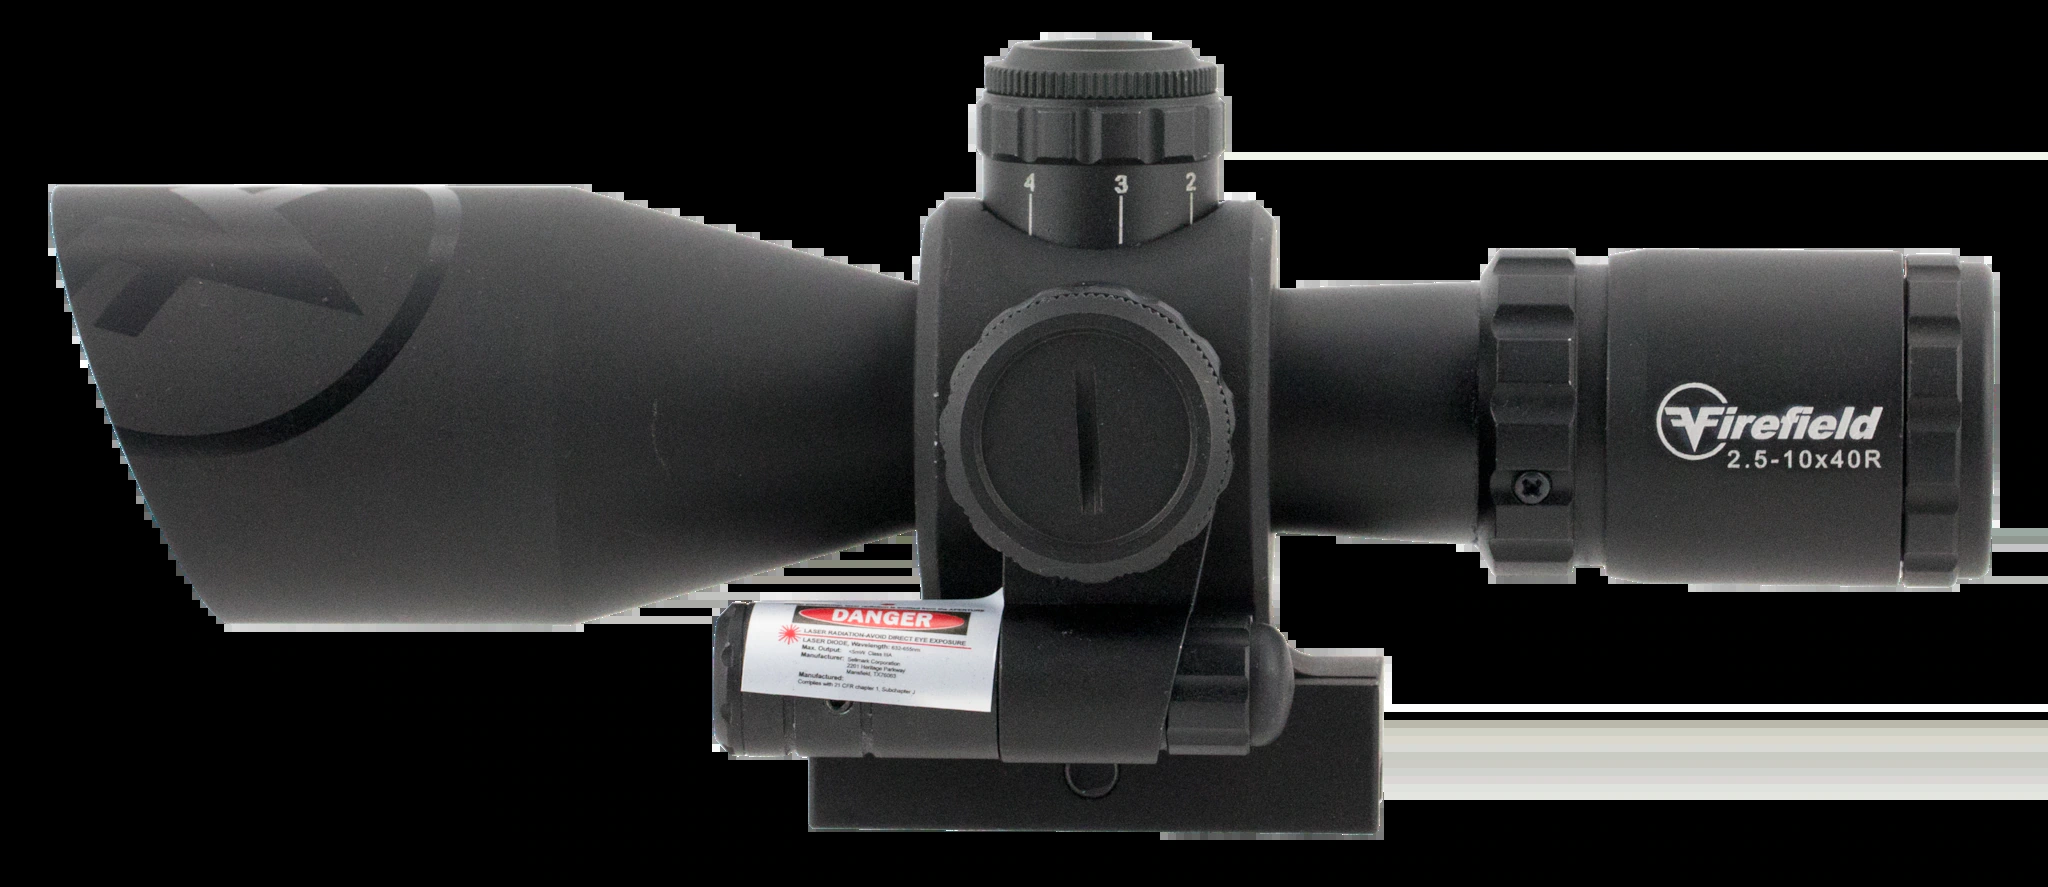 4 3 2
Firefield
2.5-10x40R
DANGER
LASER RADIATION-AVOID DIRECT EYE EXPOSURE
LASER DIODE, Wavelength:
Max. Output: <5mW Class IIIA
Manufacturer: Sellmark Corporation
2201 Heritage Parkway
Mansfield, TX76063
Manufactured:
Complies with 21 CFR chapter 1, Subchapter J